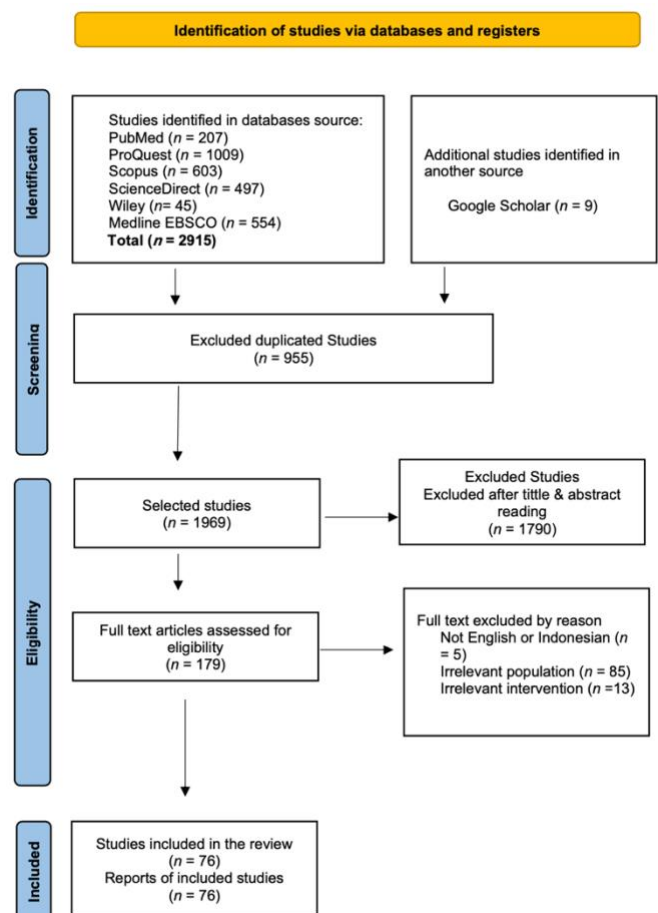 Identification of studies via databases and registers
Identification
Studies identified in databases source:
PubMed (n = 207)
ProQuest (n = 1009)
Scopus (n = 603)
ScienceDirect (n = 497)
Wiley (n= 45)
Medline EBSCO (n = 554)
Total (n = 2915)
Additional studies identified in
another source
Google Scholar (n = 9)
Screening
Excluded duplicated Studies
(n = 955)
Eligibility
Selected studies
(n = 1969)
Excluded Studies
Excluded after tittle & abstract
reading
(n = 1790)
Full text articles assessed for
eligibility
(n = 179)
Full text excluded by reason
Not English or Indonesian (n
= 5)
Irrelevant population (n = 85)
Irrelevant intervention (n =13)
Included
Studies included in the review
(n = 76)
Reports of included studies
(n = 76)